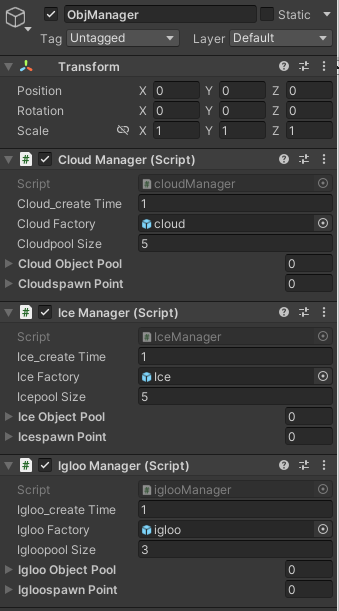 ObjManager Static
Tag Untagged Layer Default
Transform
Position X 0 Y 0 Z 0
Rotation X 0 Y 0 Z 0
Scale X 1 Y 1 Z 1
# Cloud Manager (Script)
Script # cloudManager
Cloud_create Time 1
Cloud Factory cloud
Cloudpool Size 5
Cloud Object Pool 0
Cloudspawn Point 0
# Ice Manager (Script)
Script # IceManager
Ice_create Time 1
Ice Factory Ice
Icepool Size 5
Ice Object Pool 0
Icespawn Point 0
# Igloo Manager (Script)
Script # iglooManager
Igloo_create Time 1
Igloo Factory igloo
Igloopool Size 3
Igloo Object Pool 0
Igloospawn Point 0